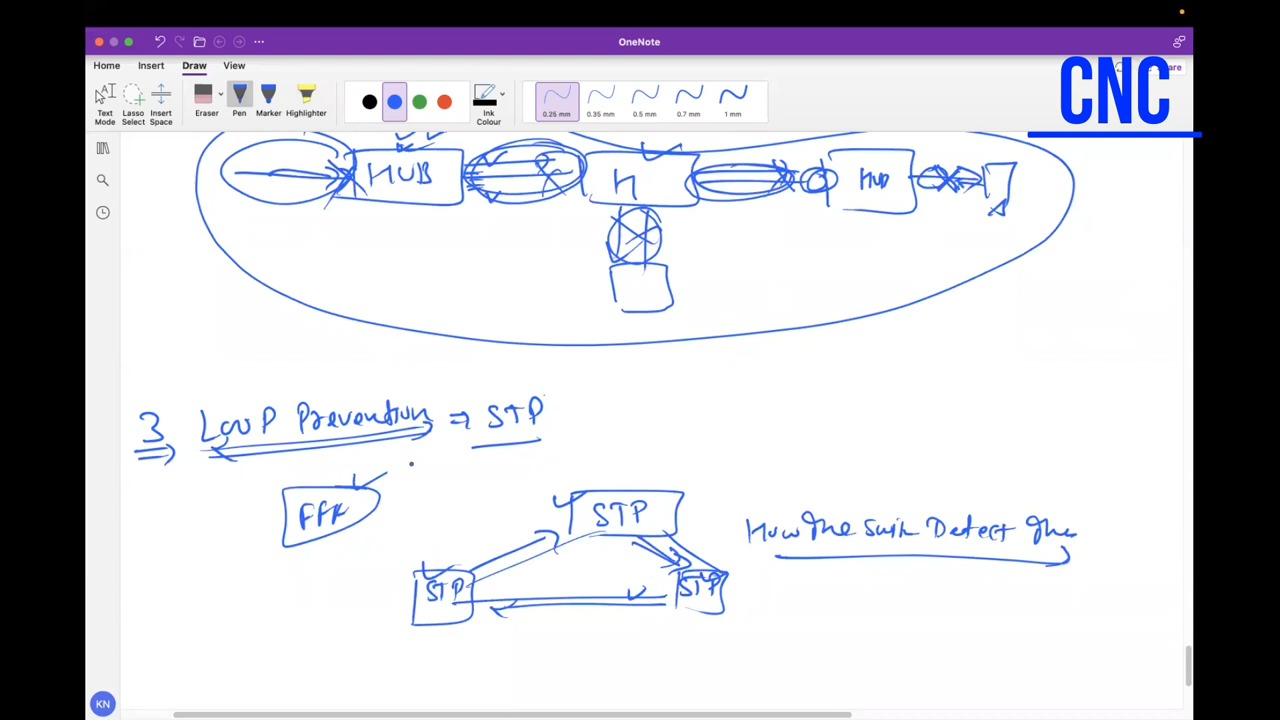 OneNote
Home Insert Draw View
CNC
Text Mode
Lasso Select
Insert Space
Eraser
Pen
Marker
Highlighter
Ink Colour
0.25 mm
0.35 mm
0.5 mm
0.7 mm
1 mm
HUB
H
HUB
3 Loop Prevention ⇒ STP
FFF
STP
How the Detect the
STP
STP
KN